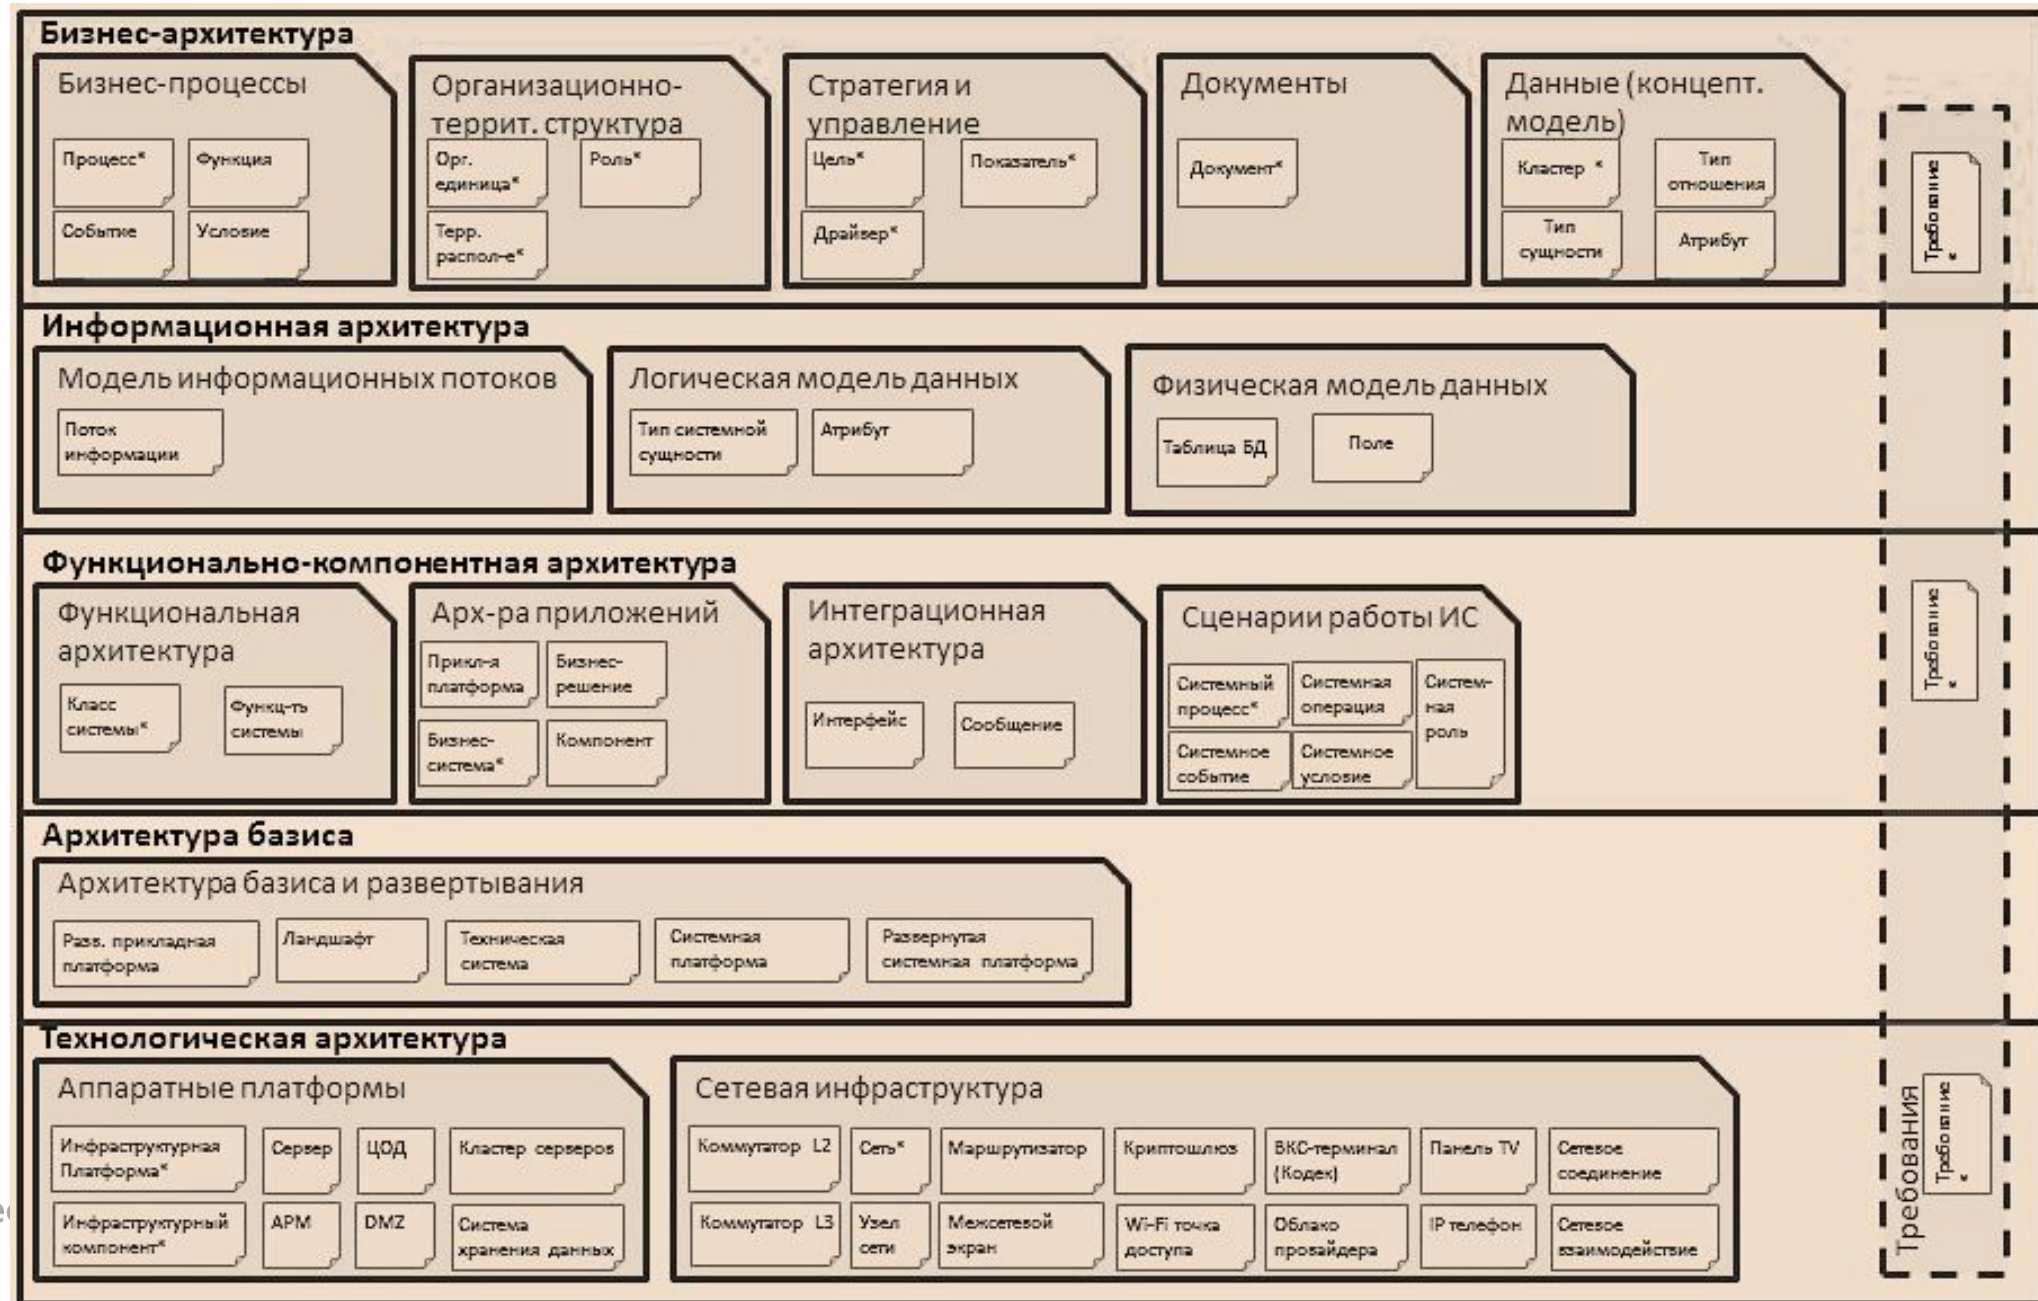 Бизнес-архитектура
Бизнес-процессы
Процесс*
Функция
Событие
Условие
Организационно-
террит. структура
Орг.
единица*
Роль*
Терр.
распол-е*
Стратегия и
управление
Цель*
Показатель*
Драйвер*
Документы
Документ*
Данные (концепт.
модель)
Кластер *
Тип
отношения
Тип
сущности
Атрибут
Требование
*
Информационная архитектура
Модель информационных потоков
Поток
информации
Логическая модель данных
Тип системной
сущности
Атрибут
Физическая модель данных
Таблица БД
Поле
Функционально-компонентная архитектура
Функциональная
архитектура
Класс
системы*
Функц-ть
системы
Арх-ра приложений
Прикл-я
платформа
Бизнес-
решение
Бизнес-
система*
Компонент
Интеграционная
архитектура
Интерфейс
Сообщение
Сценарии работы ИС
Системный
процесс*
Системная
операция
Систем-
ная
роль
Системное
событие
Системное
условие
Требование
*
Архитектура базиса
Архитектура базиса и развертывания
Разв. прикладная
платформа
Ландшафт
Техническая
система
Системная
платформа
Развернутая
системная платформа
Технологическая архитектура
Аппаратные платформы
Инфраструктурная
Платформа*
Сервер
ЦОД
Кластер серверов
Инфраструктурный
компонент*
АРМ
DMZ
Система
хранения данных
Сетевая инфраструктура
Коммутатор L2
Сеть*
Маршрутизатор
Криптошлюз
ВКС-терминал
(Кодек)
Панель TV
Сетевое
соединение
Коммутатор L3
Узел
сети
Межсетевой
экран
Wi-Fi точка
доступа
Облако
провайдера
IP телефон
Сетевое
взаимодействие
Требования
Требование
*